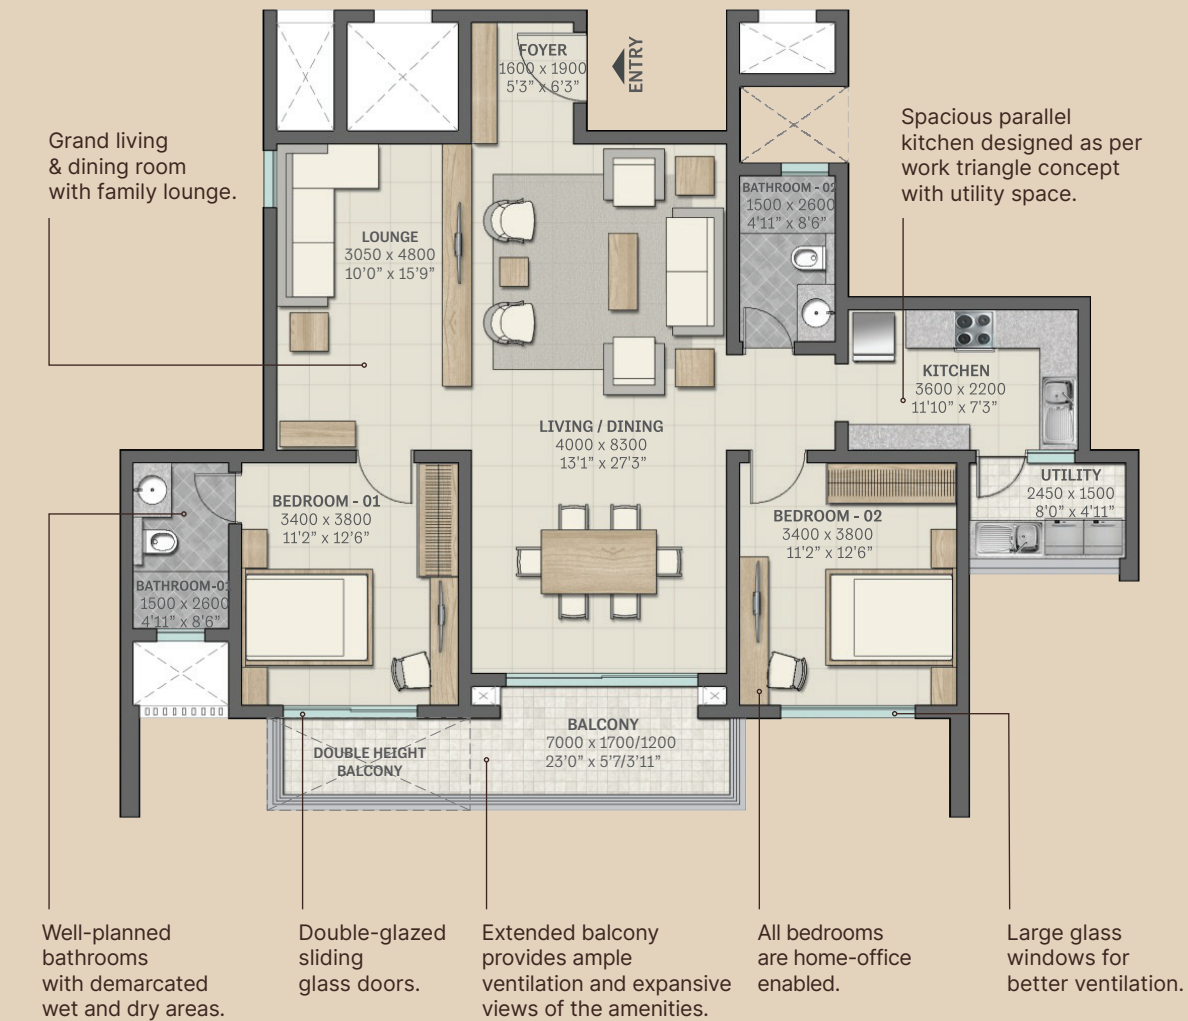 FOYER
1600 x 1900
5'3” x 6’3”
ENTRY
Grand living
& dining room
with family lounge.
Spacious parallel
kitchen designed as per
work triangle concept
with utility space.
BATHROOM - 02
1500 x 2600
4'11” x 8’6”
LOUNGE
3050 x 4800
10’0” x 15’9”
KITCHEN
3600 x 2200
11’10” x 7’3”
LIVING / DINING
4000 x 8300
13’1” x 27’3”
BEDROOM - 01
3400 x 3800
11’2” x 12’6”
BEDROOM - 02
3400 x 3800
11’2” x 12’6”
UTILITY
2450 x 1500
8’0” x 4’11”
BATHROOM-01
1500 x 2600
4’11” x 8’6”
BALCONY
7000 x 1700/1200
23’0” x 5’7/3’11”
DOUBLE HEIGHT
BALCONY
Well-planned
bathrooms
with demarcated
wet and dry areas.
Double-glazed
sliding
glass doors.
Extended balcony
provides ample
ventilation and expansive
views of the amenities.
All bedrooms
are home-office
enabled.
Large glass
windows for
better ventilation.